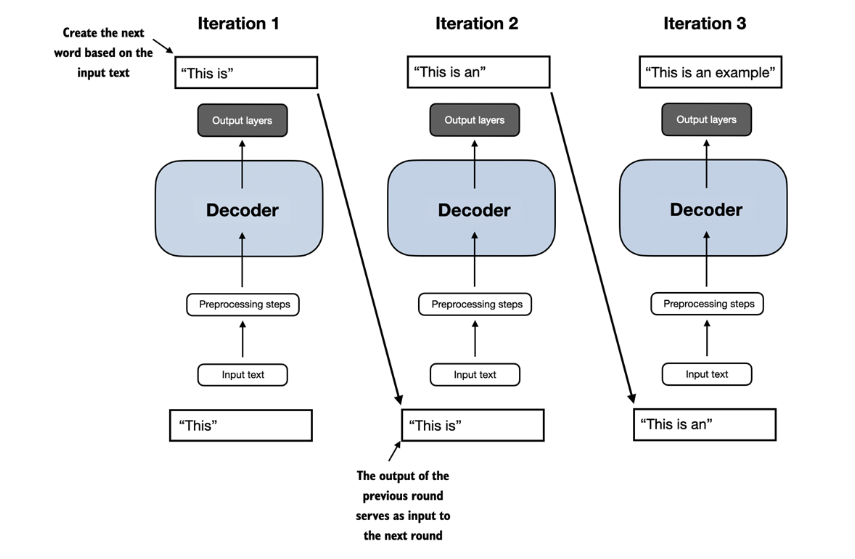 Iteration 1
Iteration 2
Iteration 3
Create the next
word based on the
input text
“This is”
“This is an”
“This is an example”
Output layers
Output layers
Output layers
Decoder
Decoder
Decoder
Preprocessing steps
Preprocessing steps
Preprocessing steps
Input text
Input text
Input text
“This”
“This is”
“This is an”
The output of the
previous round
serves as input to
the next round